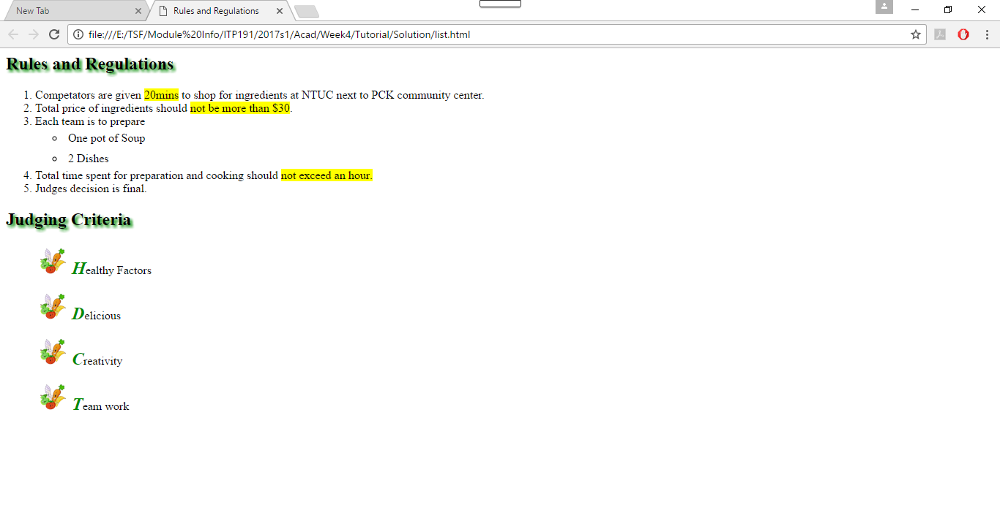 New Tab
Rules and Regulations
file:///E:/TSF/Module%20Info/ITP191/2017s1/Acad/Week4/Tutorial/Solution/list.html
Rules and Regulations
1. Competators are given 20mins to shop for ingredients at NTUC next to PCK community center.
2. Total price of ingredients should not be more than $30.
3. Each team is to prepare
One pot of Soup
2 Dishes
4. Total time spent for preparation and cooking should not exceed an hour.
5. Judges decision is final.
Judging Criteria
Healthy Factors
Delicious
Creativity
Team work